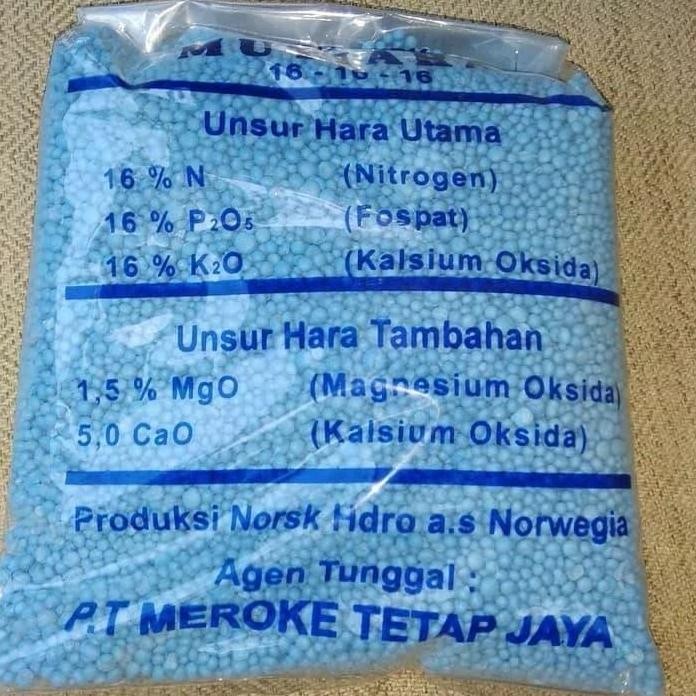 16 - 16 - 16
Unsur Hara Utama
16 % N (Nitrogen)
16 % P₂O₅ (Fospat)
16 % K₂O (Kalsium Oksida)
Unsur Hara Tambahan
1,5 % MgO (Magnesium Oksida)
5,0 CaO (Kalsium Oksida)
Produksi Norsk Hdro a.s Norwegia
Agen Tunggal :
P.T MEROKE TETAP JAYA